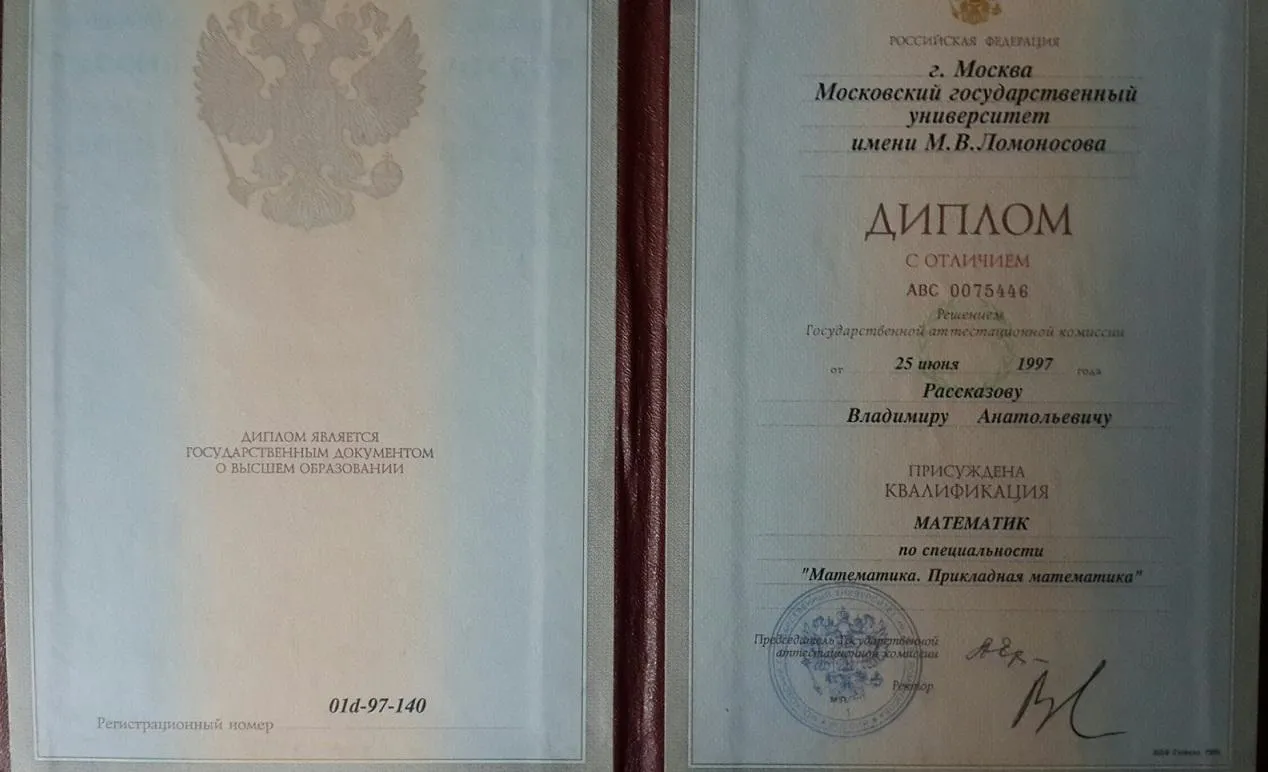 ДИПЛОМ ЯВЛЯЕТСЯ
ГОСУДАРСТВЕННЫМ ДОКУМЕНТОМ
О ВЫСШЕМ ОБРАЗОВАНИИ
Регистрационный номер 01d-97-140
РОССИЙСКАЯ ФЕДЕРАЦИЯ
г. Москва
Московский государственный
университет
имени М.В.Ломоносова
ДИПЛОМ
С ОТЛИЧИЕМ
АВС 0075446
Решением
Государственной аттестационной комиссии
от 25 июня 1997 года
Рассказову
Владимиру Анатольевичу
ПРИСУЖДЕНА
КВАЛИФИКАЦИЯ
МАТЕМАТИК
по специальности
"Математика. Прикладная математика"
Председатель Государственной
аттестационной комиссии
Ректор